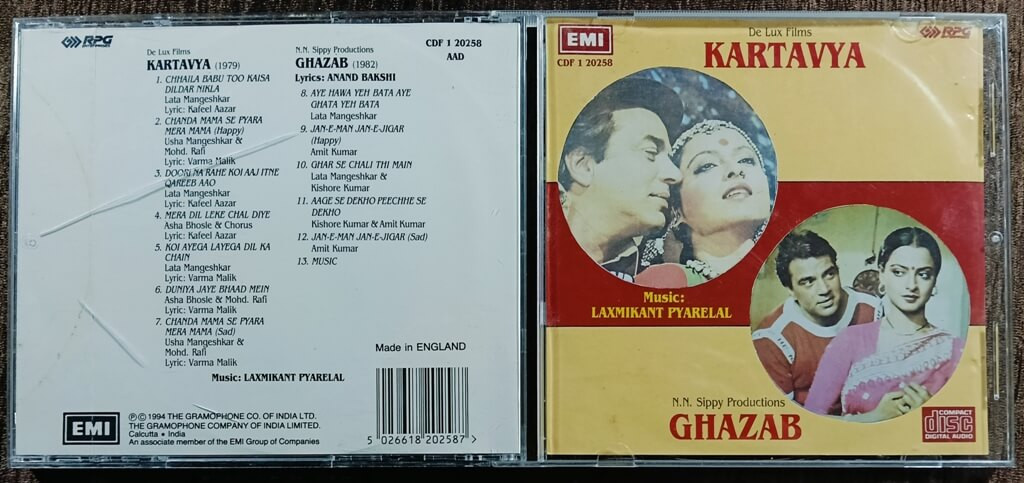 RPG
CDF 1 20258
AAD
De Lux Films
KARTAVYA (1979)
1. CHHAILA BABU TOO KAISA
DILDAR NIKLA
Lata Mangeshkar
Lyric: Kafeel Aazar
2. CHANDA MAMA SE PYARA
MERA MAMA (Happy)
Usha Mangeshkar &
Mohd. Rafi
Lyric: Varma Malik
3. DOORI NA RAHE KOI AAJ ITNE
QAREEB AAO
Lata Mangeshkar
Lyric: Kafeel Aazar
4. MERA DIL LEKE CHAL DIYE
Asha Bhosle & Chorus
Lyric: Kafeel Aazar
5. KOI AYEGA LAYEGA DIL KA
CHAIN
Lata Mangeshkar
Lyric: Varma Malik
6. DUNIYA JAYE BHAAD MEIN
Asha Bhosle & Mohd. Rafi
Lyric: Varma Malik
7. CHANDA MAMA SE PYARA
MERA MAMA (Sad)
Usha Mangeshkar &
Mohd. Rafi
Lyric: Varma Malik
N.N. Sippy Productions
GHAZAB (1982)
Lyrics: ANAND BAKSHI
8. AYE HAWA YEH BATA AYE
GHATA YEH BATA
Lata Mangeshkar
9. JAN-E-MAN JAN-E-JIGAR
(Happy)
Amit Kumar
10. GHAR SE CHALI THI MAIN
Lata Mangeshkar &
Kishore Kumar
11. AAGE SE DEKHO PEECHHE SE
DEKHO
Kishore Kumar & Amit Kumar
12. JAN-E-MAN JAN-E-JIGAR (Sad)
Amit Kumar
13. MUSIC
Made in ENGLAND
Music: LAXMIKANT PYARELAL
EMI
℗ © 1994 THE GRAMOPHONE CO. OF INDIA LTD.
THE GRAMOPHONE COMPANY OF INDIA LIMITED.
Calcutta • India
An associate member of the EMI Group of Companies
5 026618 202587 >
EMI
CDF 1 20258
De Lux Films
KARTAVYA
RPG
Music:
LAXMIKANT PYARELAL
N.N. Sippy Productions
GHAZAB
COMPACT
disc
DIGITAL AUDIO